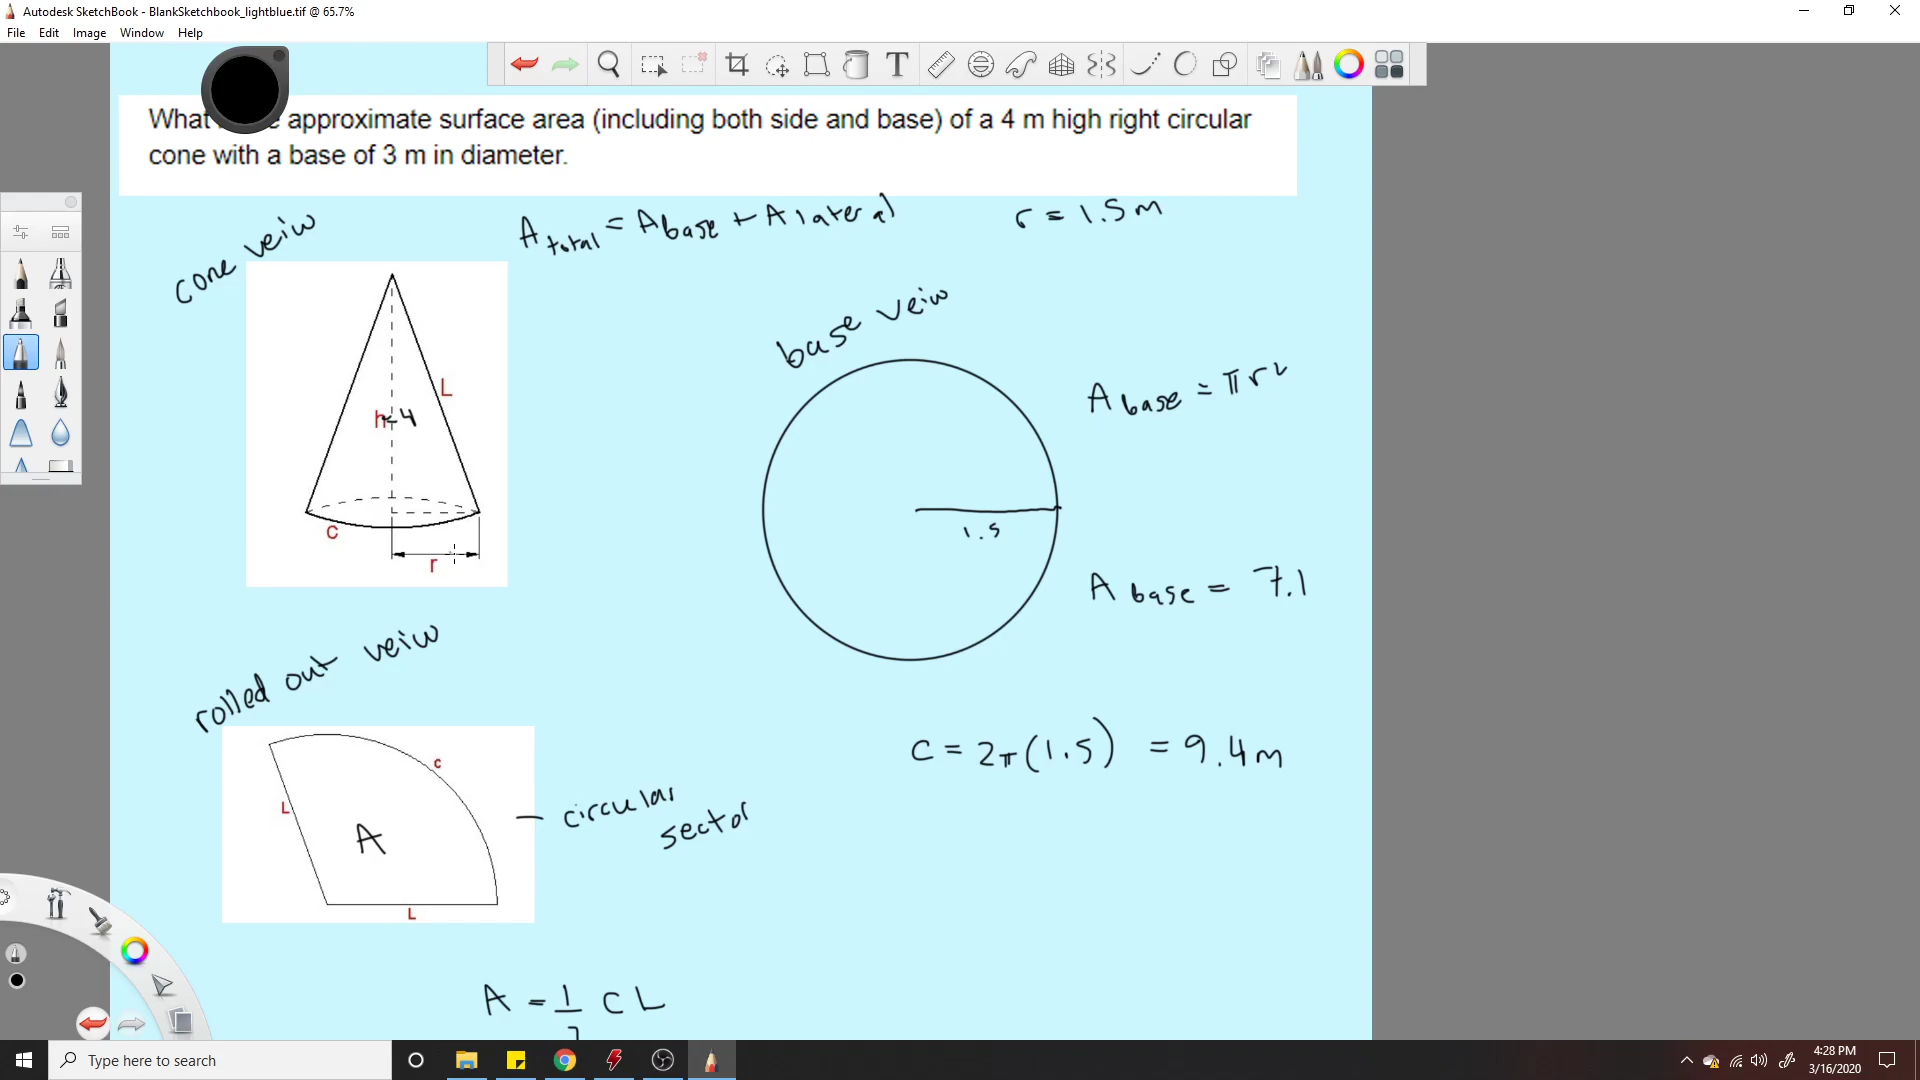 Autodesk SketchBook - BlankSketchbook_lightblue.tif @ 65.7%
File Edit Image Window Help
What approximate surface area (including both side and base) of a 4 m high right circular
cone with a base of 3 m in diameter.
cone veiw
A total = A base + A lateral
r = 1.5 m
base veiw
L
h = 4
A base = π r²
c
r
1.5
A base = 7.1
rolled out veiw
c = 2π(1.5) = 9.4 m
c
L
A
– circular
sector
L
A = 1 C L
T
Type here to search
4:28 PM
3/16/2020